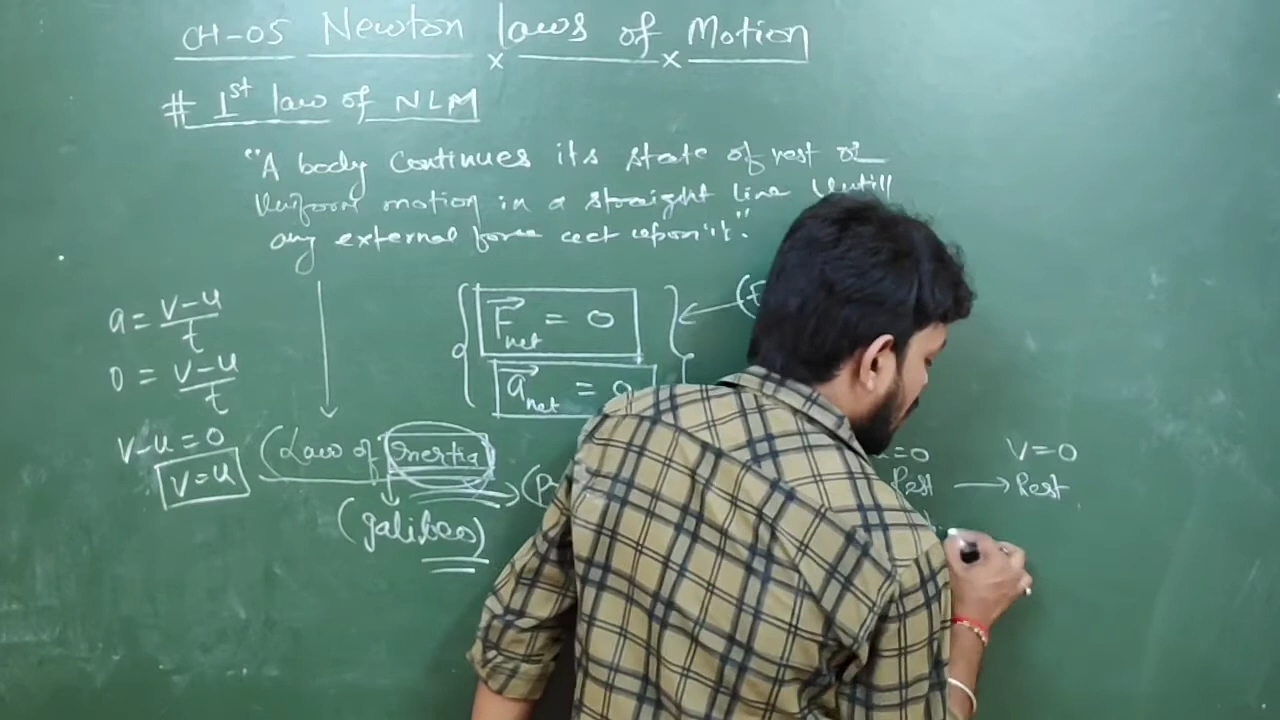 CH-05 Newton laws of Motion
# 1st law of NLM
"A body continues its state of rest or
Uniform motion in a straight line Untill
any external force act upon it."
a = v-u/t
0 = v-u/t
v-u=0
v=u
F net = 0
a net = 0
(Law of Inertia
(galileo)
=0
V=0
Rest → Rest